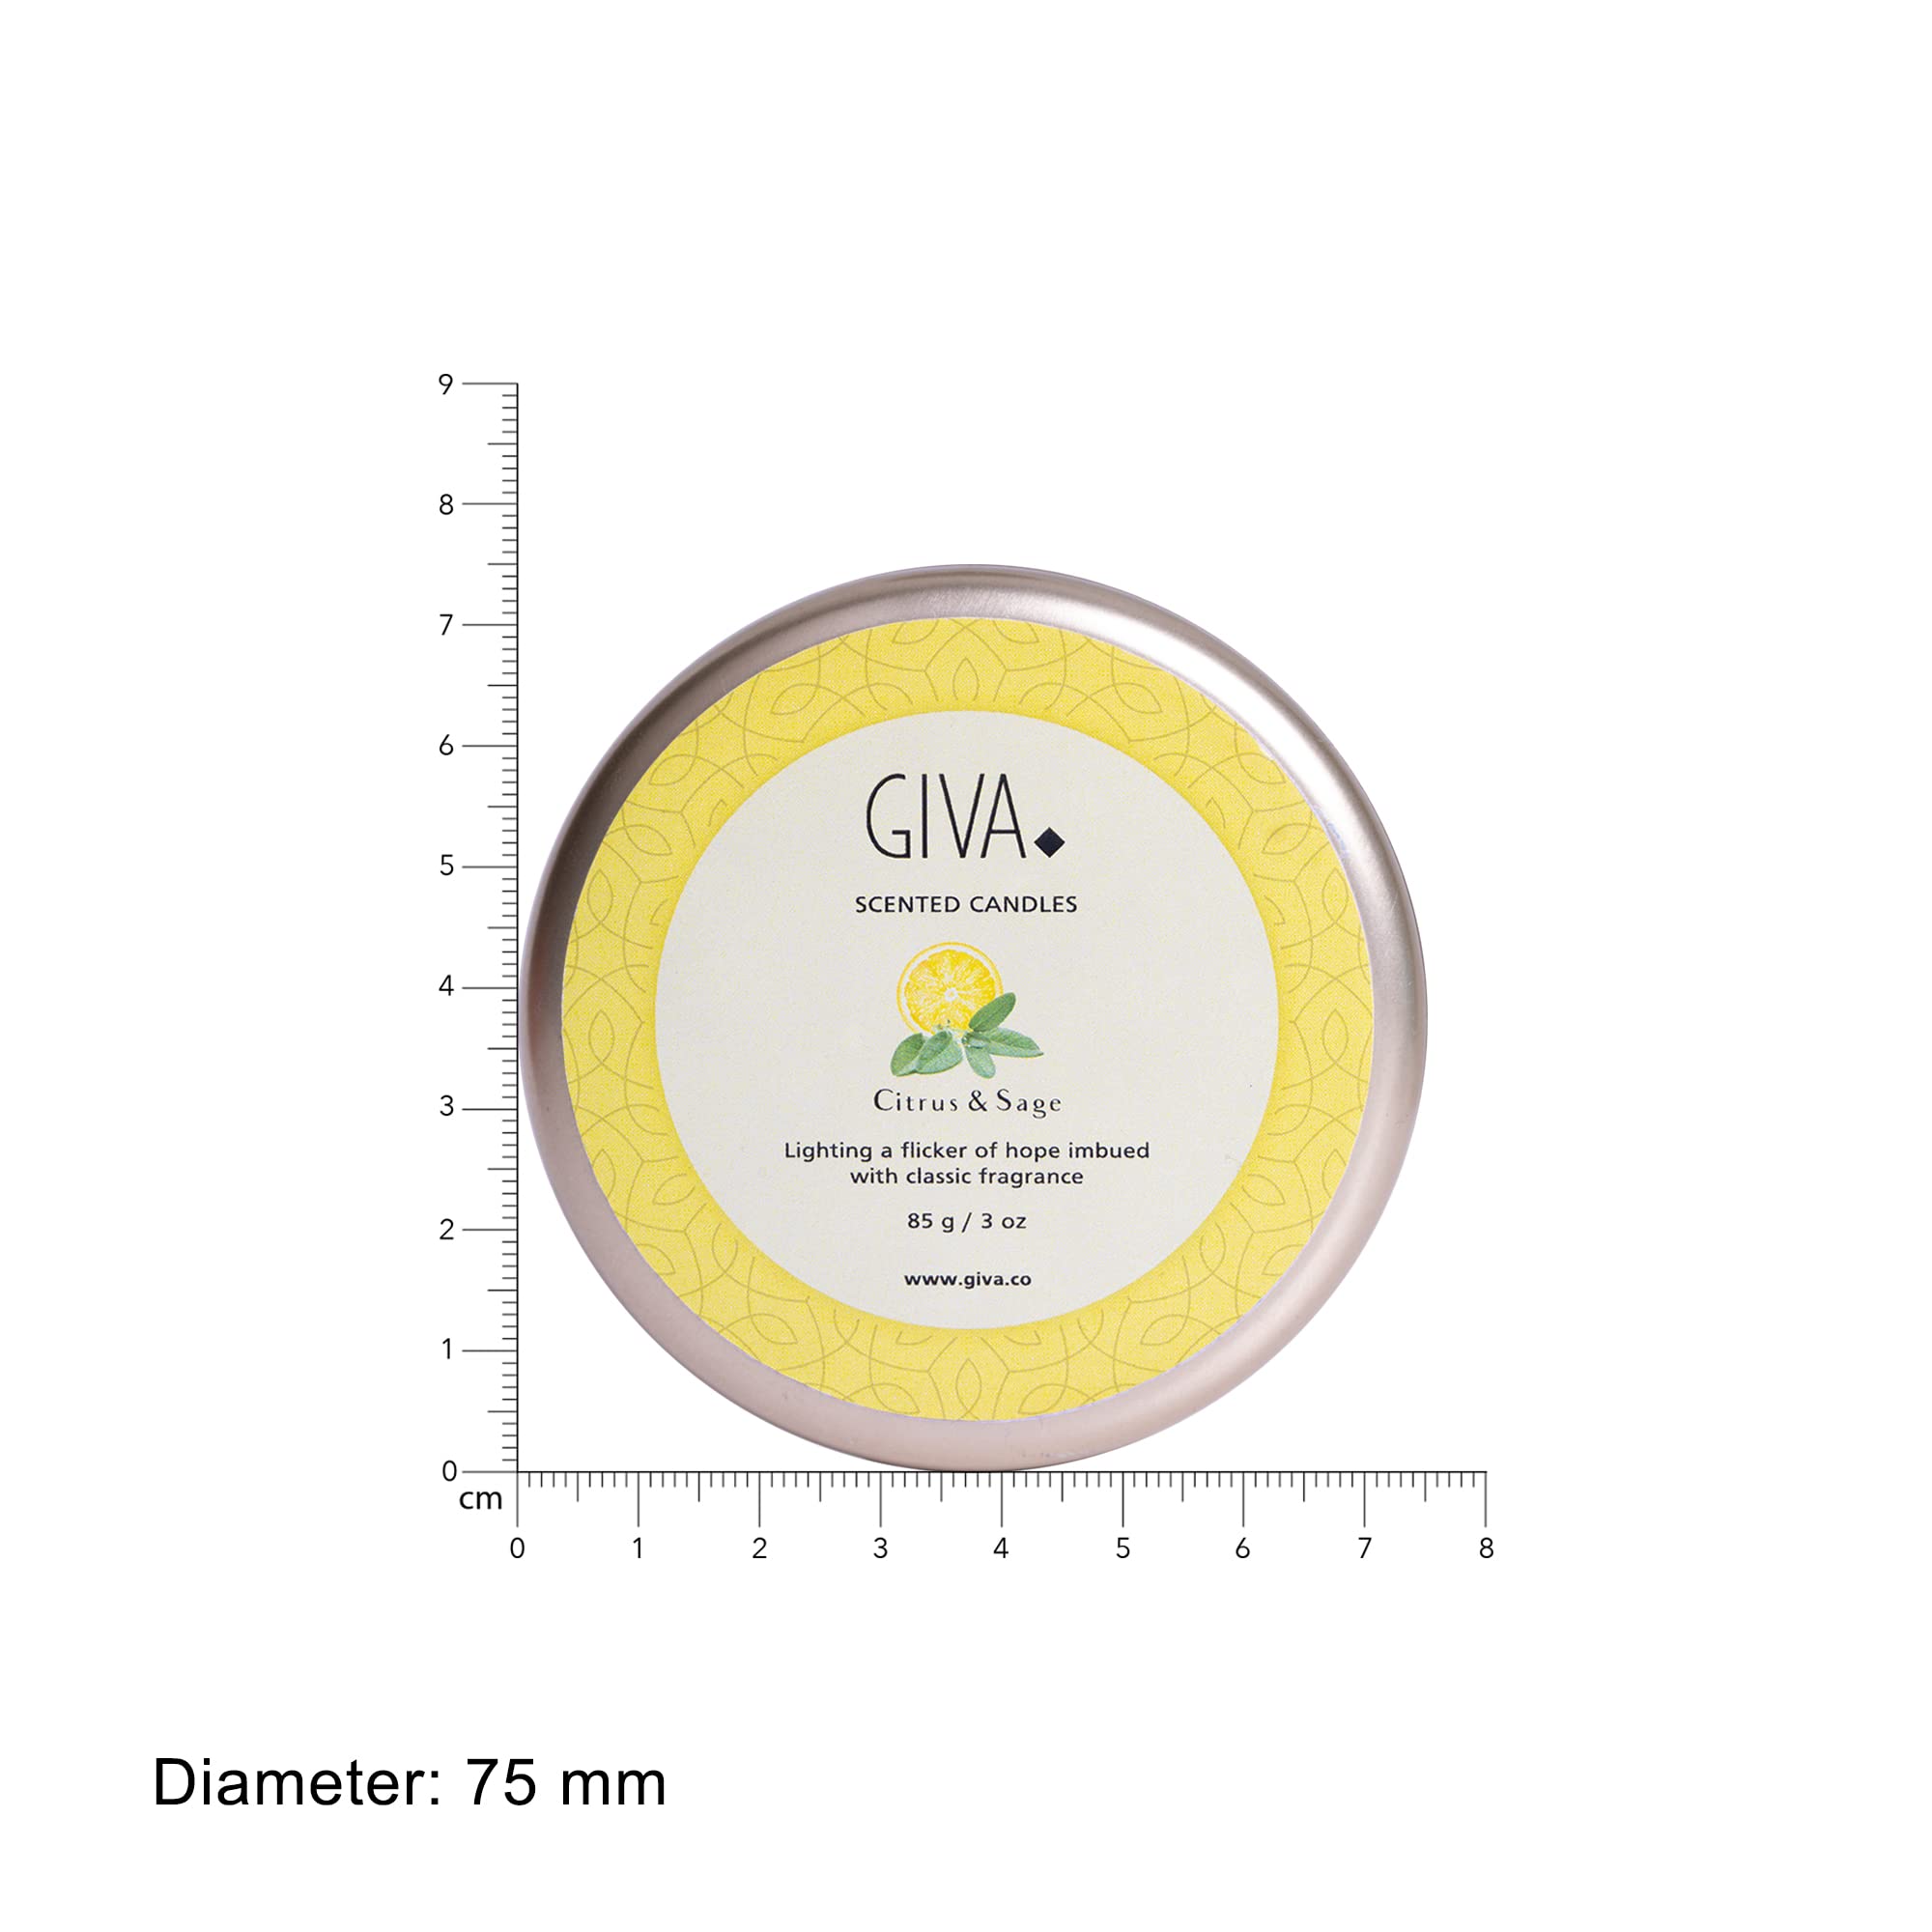 9
8
7
6
5
4
3
2
1
0
cm
0 1 2 3 4 5 6 7 8
GIVA
SCENTED CANDLES
Citrus & Sage
Lighting a flicker of hope imbued
with classic fragrance
85 g / 3 oz
www.giva.co
Diameter: 75 mm